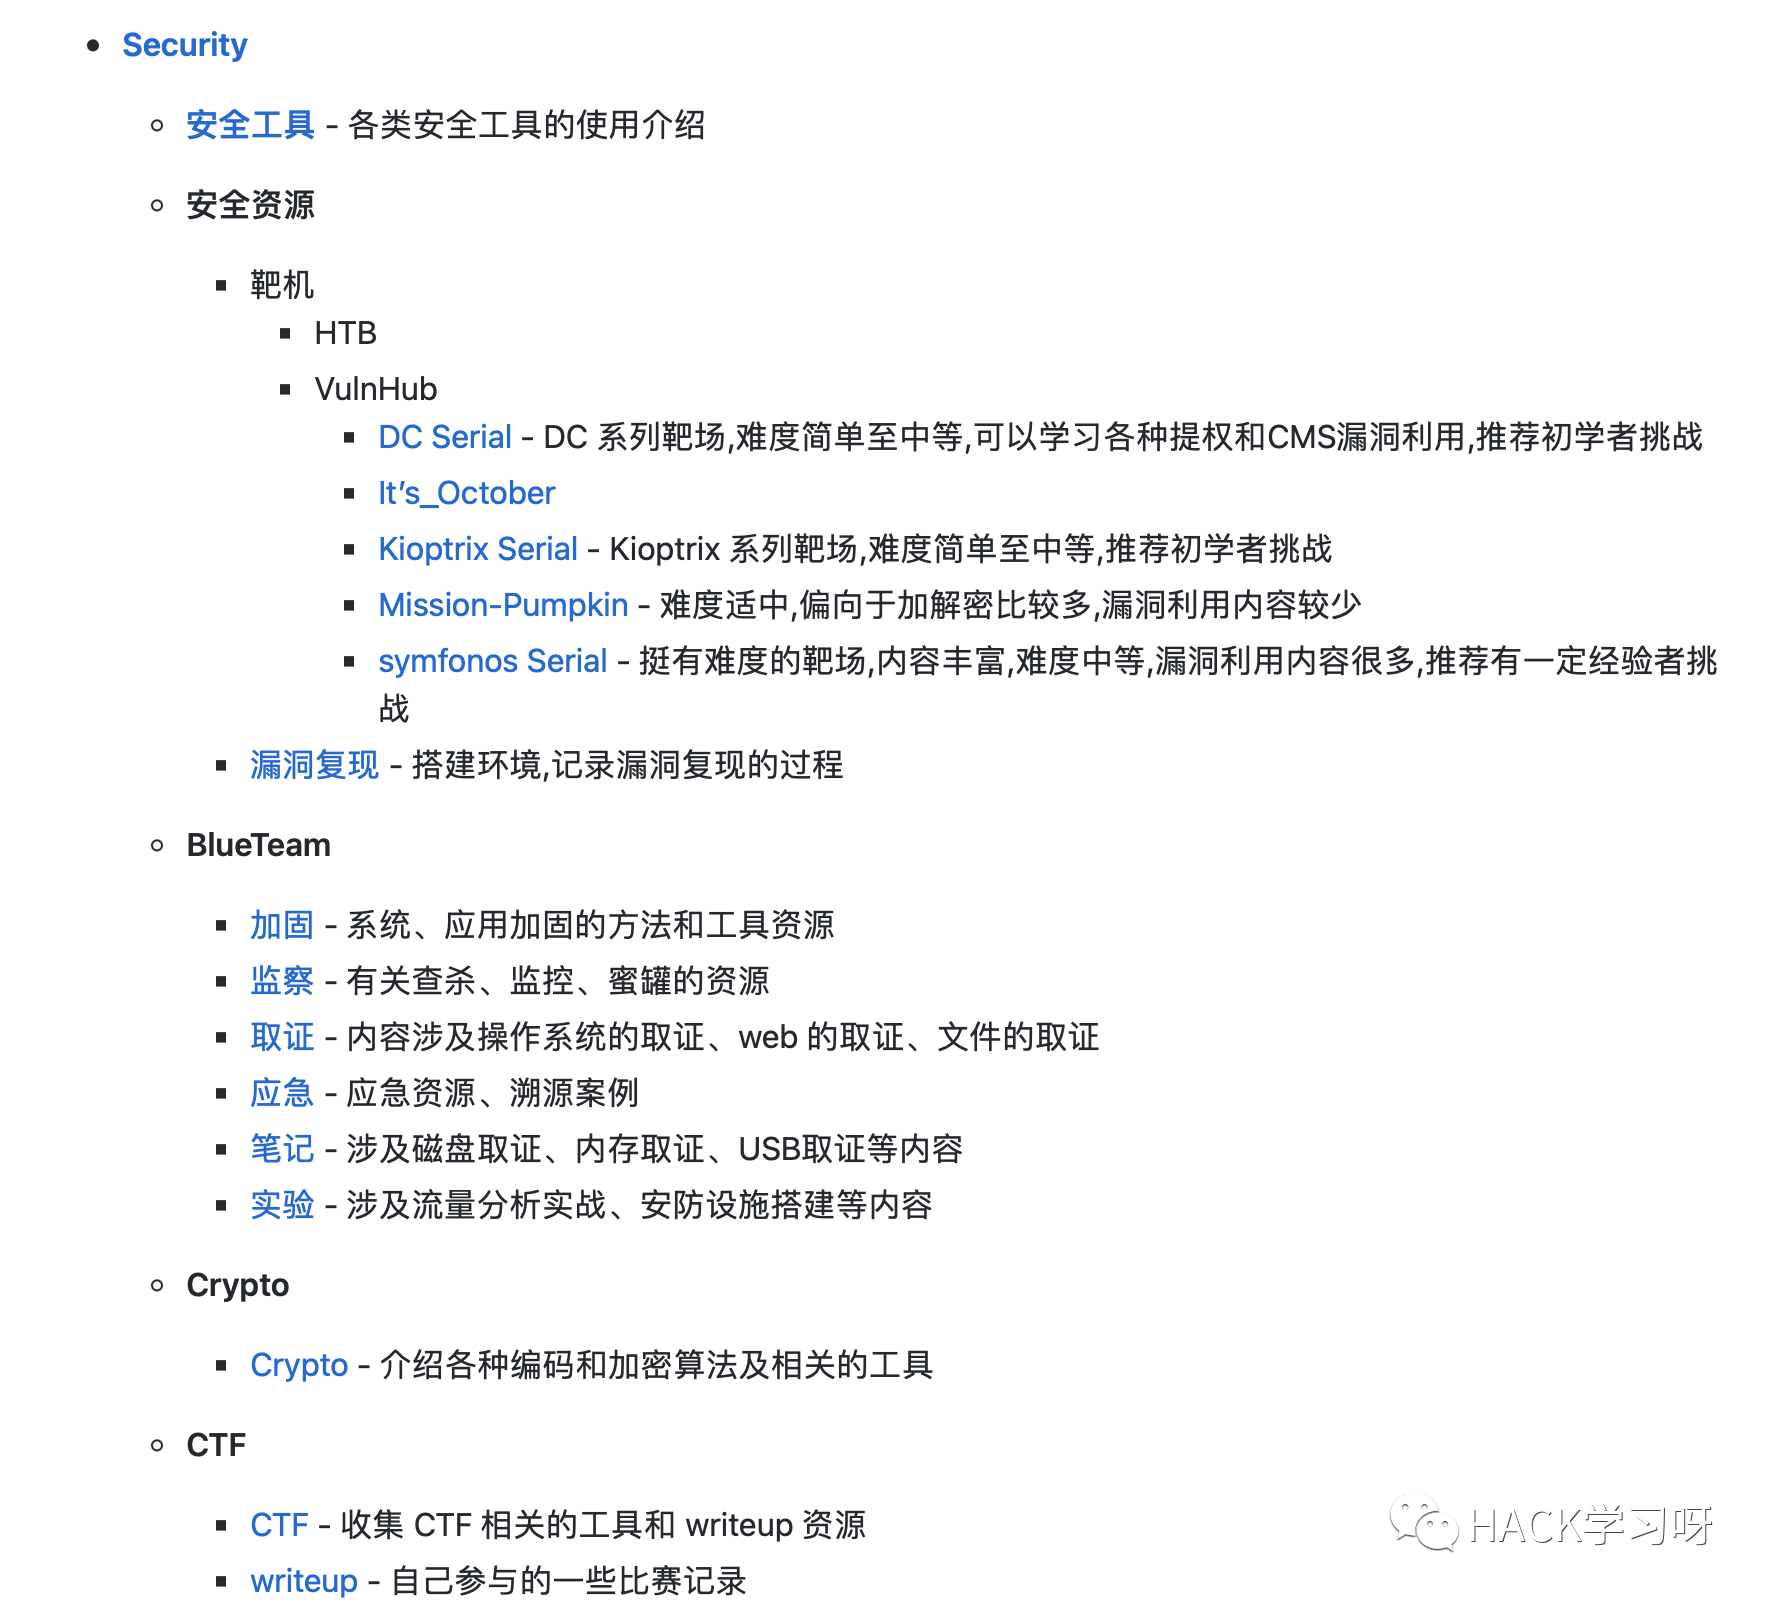 Security
安全工具 - 各类安全工具的使用介绍
安全资源
靶机
HTB
VulnHub
DC Serial - DC 系列靶场,难度简单至中等,可以学习各种提权和CMS漏洞利用,推荐初学者挑战
It’s_October
Kioptrix Serial - Kioptrix 系列靶场,难度简单至中等,推荐初学者挑战
Mission-Pumpkin - 难度适中,偏向于加解密比较多,漏洞利用内容较少
symfonos Serial - 挺有难度的靶场,内容丰富,难度中等,漏洞利用内容很多,推荐有一定经验者挑
战
漏洞复现 - 搭建环境,记录漏洞复现的过程
BlueTeam
加固 - 系统、应用加固的方法和工具资源
监察 - 有关查杀、监控、蜜罐的资源
取证 - 内容涉及操作系统的取证、web 的取证、文件的取证
应急 - 应急资源、溯源案例
笔记 - 涉及磁盘取证、内存取证、USB取证等内容
实验 - 涉及流量分析实战、安防设施搭建等内容
Crypto
Crypto - 介绍各种编码和加密算法及相关的工具
CTF
CTF - 收集 CTF 相关的工具和 writeup 资源
writeup - 自己参与的一些比赛记录
HACK学习呀